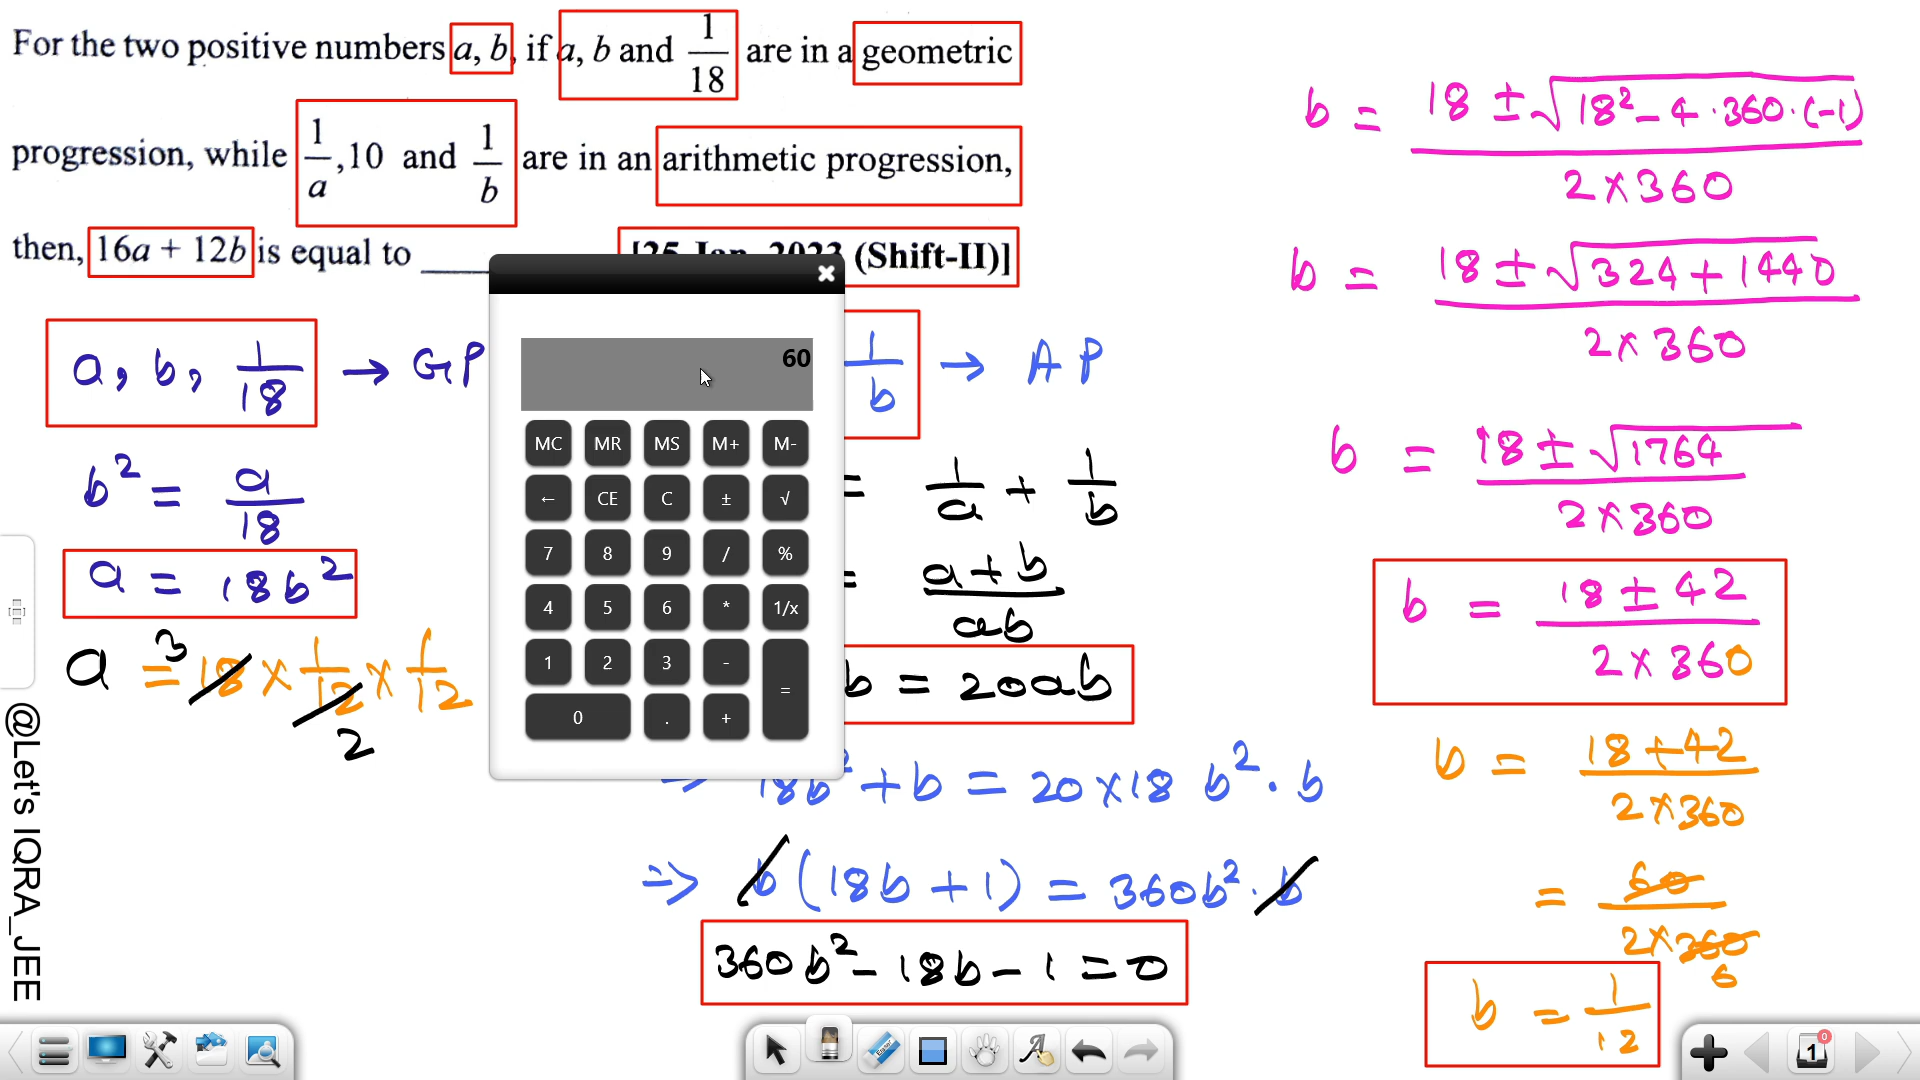 For the two positive numbers a, b, if a, b and 1/18 are in a geometric
progression, while 1/a, 10 and 1/b are in an arithmetic progression,
then, 16a + 12b is equal to ____ (Shift-II)]
a, b, 1/18 → GP
b² = a/18
a = 18b²
a = 18 × 1/12 × 1/12
3
2
1/b → AP
= 1/a + 1/b
= a+b/ab
b = 20ab
⇒ 18b² + b = 20×18 b² · b
⇒ b(18b + 1) = 360b² · b
360b² - 18b - 1 = 0
b = 18 ± √18² - 4·360·(-1) / 2×360
b = 18 ± √324 + 1440 / 2×360
b = 18 ± √1764 / 2×360
b = 18 ± 42 / 2×360
b = 18+42 / 2×360
= 60 / 2×360
6
b = 1/12
60
MC MR MS M+ M-
← CE C ± √
7 8 9 / %
4 5 6 * 1/x
1 2 3 - =
0 . +
@Let's IQRA_JEE
Eraser
A
1
0